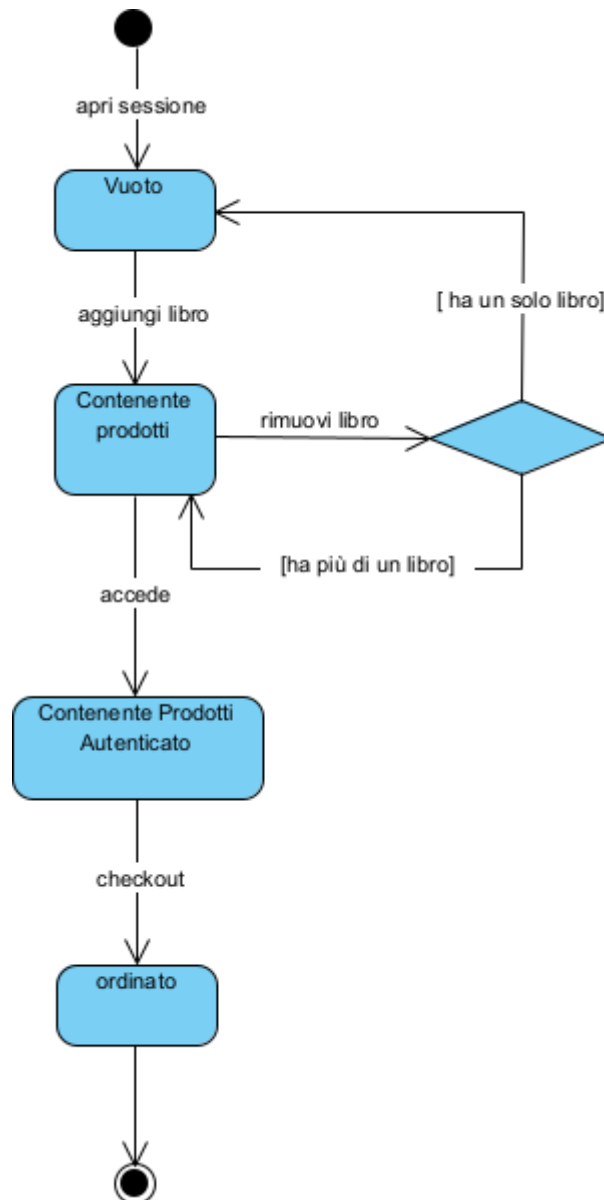 apri sessione
Vuoto
[ ha un solo libro]
aggiungi libro
Contenente
prodotti
rimuovi libro
[ha più di un libro]
accede
Contenente Prodotti
Autenticato
checkout
ordinato